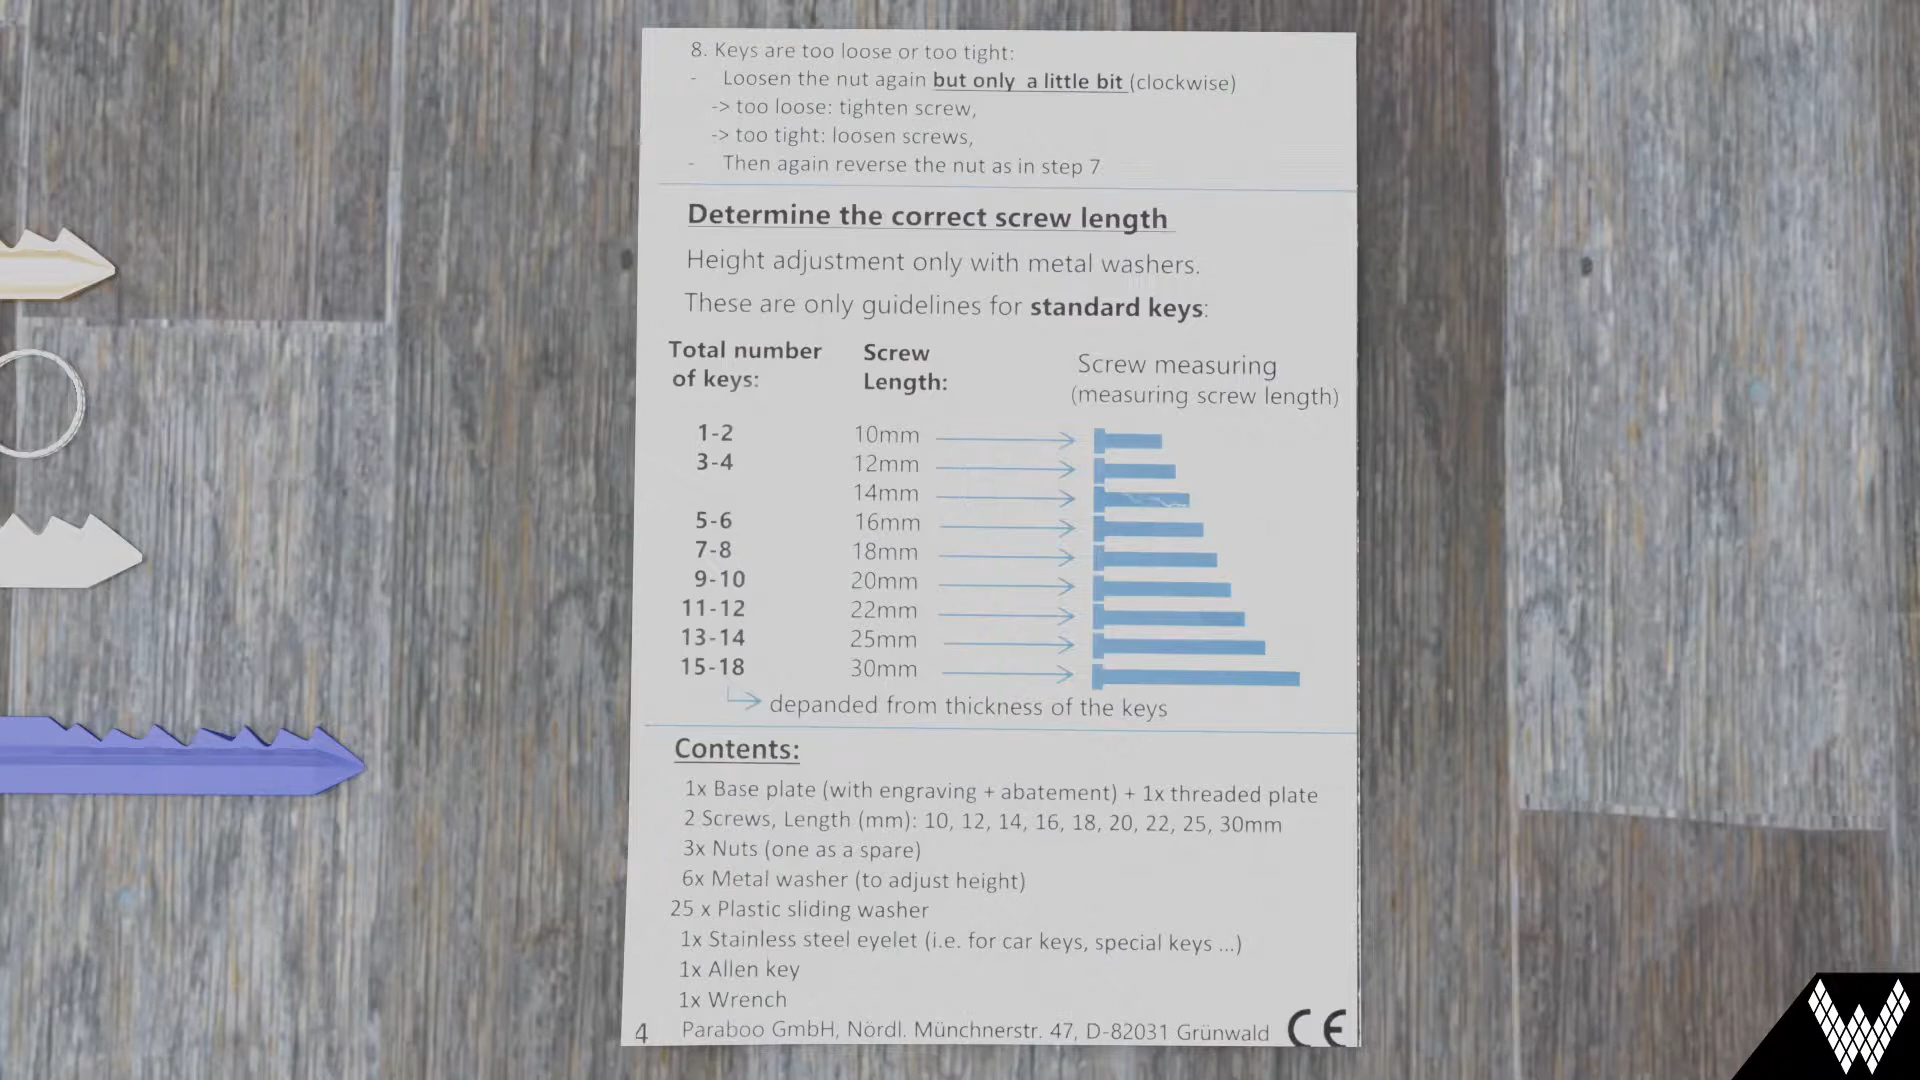 8. Keys are too loose or too tight:
- Loosen the nut again but only a little bit (clockwise)
-> too loose: tighten screw,
-> too tight: loosen screws,
- Then again reverse the nut as in step 7
Determine the correct screw length
Height adjustment only with metal washers.
These are only guidelines for standard keys:
Total number of keys: Screw Length: Screw measuring (measuring screw length)
1-2 10mm
3-4 12mm
14mm
5-6 16mm
7-8 18mm
9-10 20mm
11-12 22mm
13-14 25mm
15-18 30mm
depanded from thickness of the keys
Contents:
1x Base plate (with engraving + abatement) + 1x threaded plate
2 Screws, Length (mm): 10, 12, 14, 16, 18, 20, 22, 25, 30mm
3x Nuts (one as a spare)
6x Metal washer (to adjust height)
25 x Plastic sliding washer
1x Stainless steel eyelet (i.e. for car keys, special keys ...)
1x Allen key
1x Wrench
4 Paraboo GmbH, Nördl. Münchnerstr. 47, D-82031 Grünwald CE
W